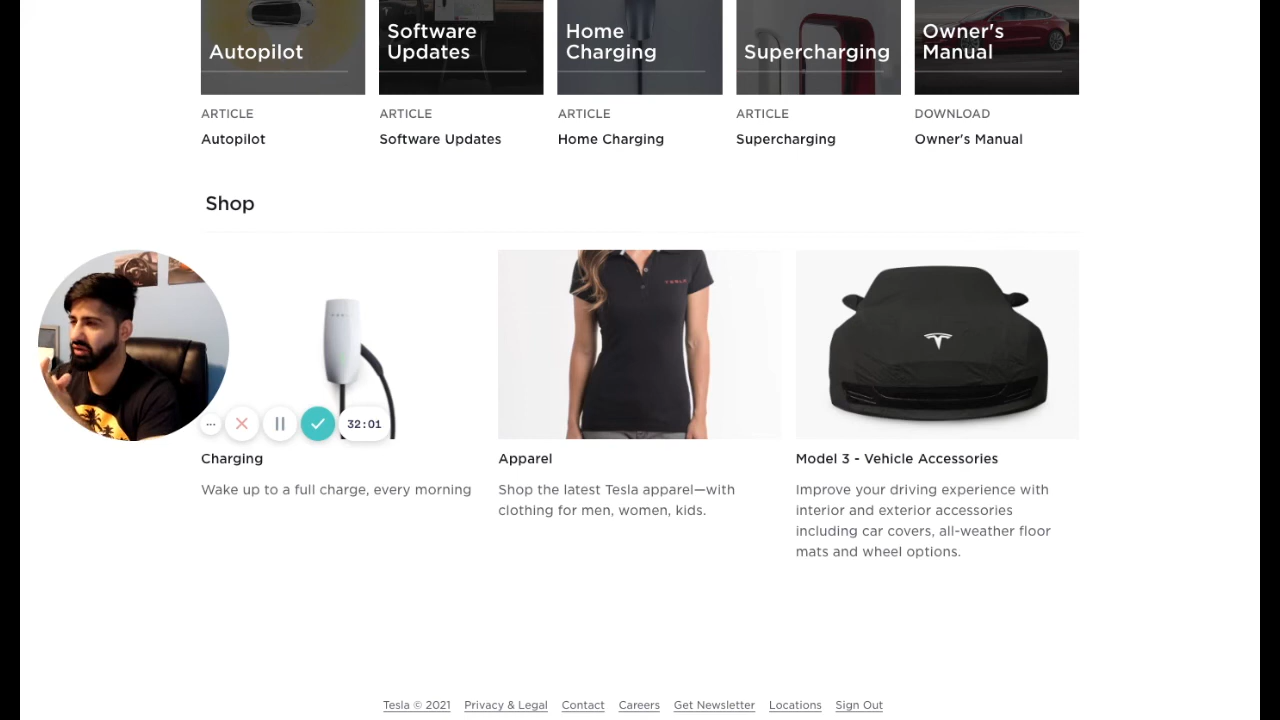 Autopilot
Software
Updates
Home
Charging
Supercharging
Owner's
Manual
ARTICLE
ARTICLE
ARTICLE
ARTICLE
DOWNLOAD
Autopilot
Software Updates
Home Charging
Supercharging
Owner's Manual
Shop
TESLA
32:01
Charging
Wake up to a full charge, every morning
Apparel
Shop the latest Tesla apparel—with
clothing for men, women, kids.
Model 3 - Vehicle Accessories
Improve your driving experience with
interior and exterior accessories
including car covers, all-weather floor
mats and wheel options.
Tesla © 2021 Privacy & Legal Contact Careers Get Newsletter Locations Sign Out